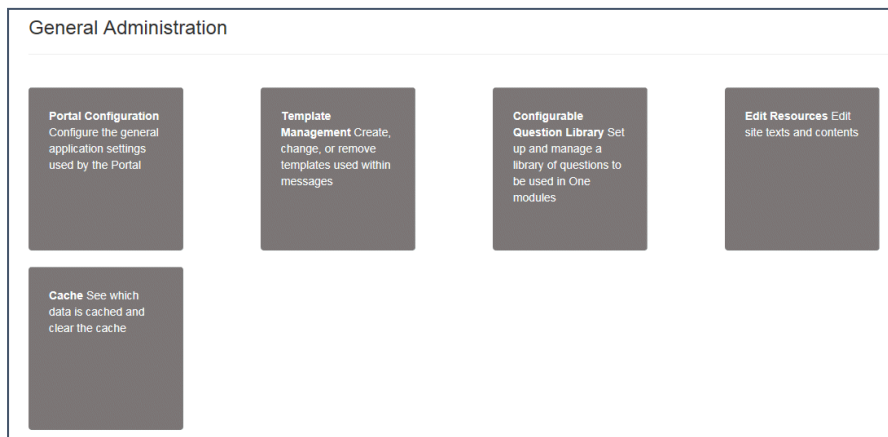 General Administration
Portal Configuration
Configure the general
application settings
used by the Portal
Template
Management Create,
change, or remove
templates used within
messages
Configurable
Question Library Set
up and manage a
library of questions to
be used in One
modules
Edit Resources Edit
site texts and contents
Cache See which
data is cached and
clear the cache